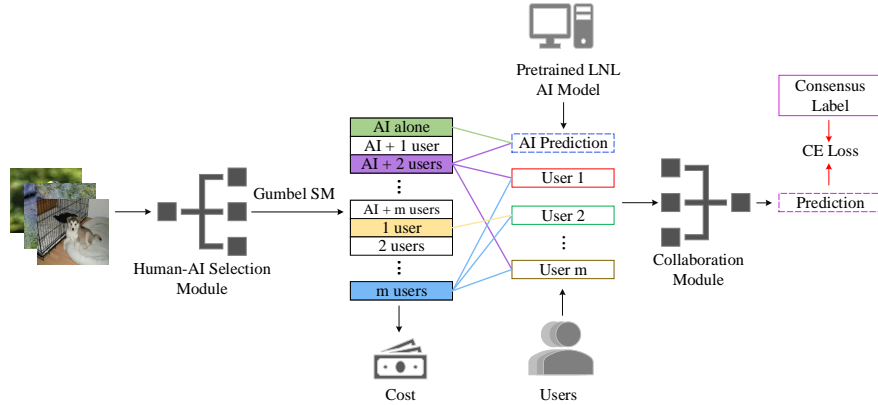 Pretrained LNL
AI Model
Consensus
Label
AI alone
AI + 1 user
AI + 2 users
⋮
AI + m users
1 user
2 users
⋮
m users
AI Prediction
User 1
User 2
⋮
User m
CE Loss
Prediction
Gumbel SM
Human-AI Selection
Module
Collaboration
Module
Cost
Users